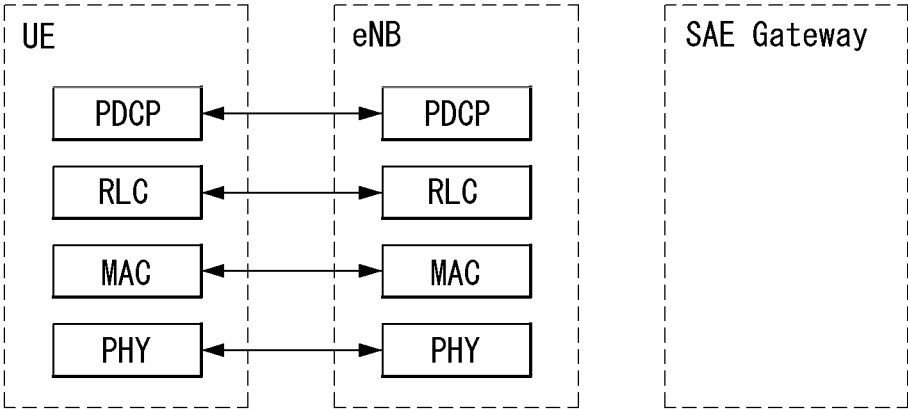 UE
eNB
SAE Gateway
PDCP
PDCP
RLC
RLC
MAC
MAC
PHY
PHY